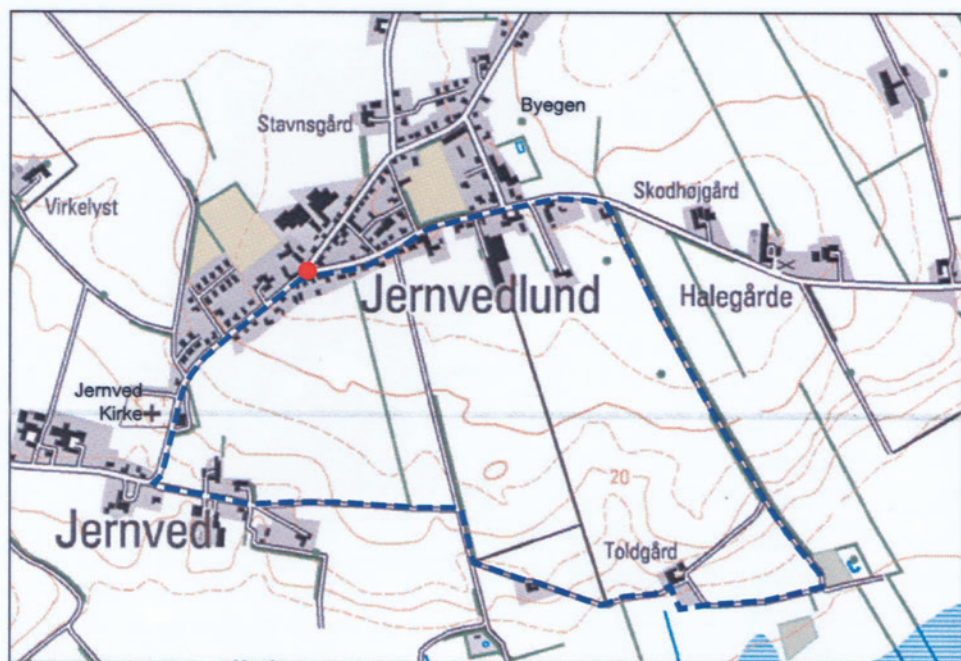 Stavnsgård
Byegen
Virkelyst
Skodhøjgård
Jernvedlund
Halegårde
Jernved
Kirke
20
Jernved
Toldgård